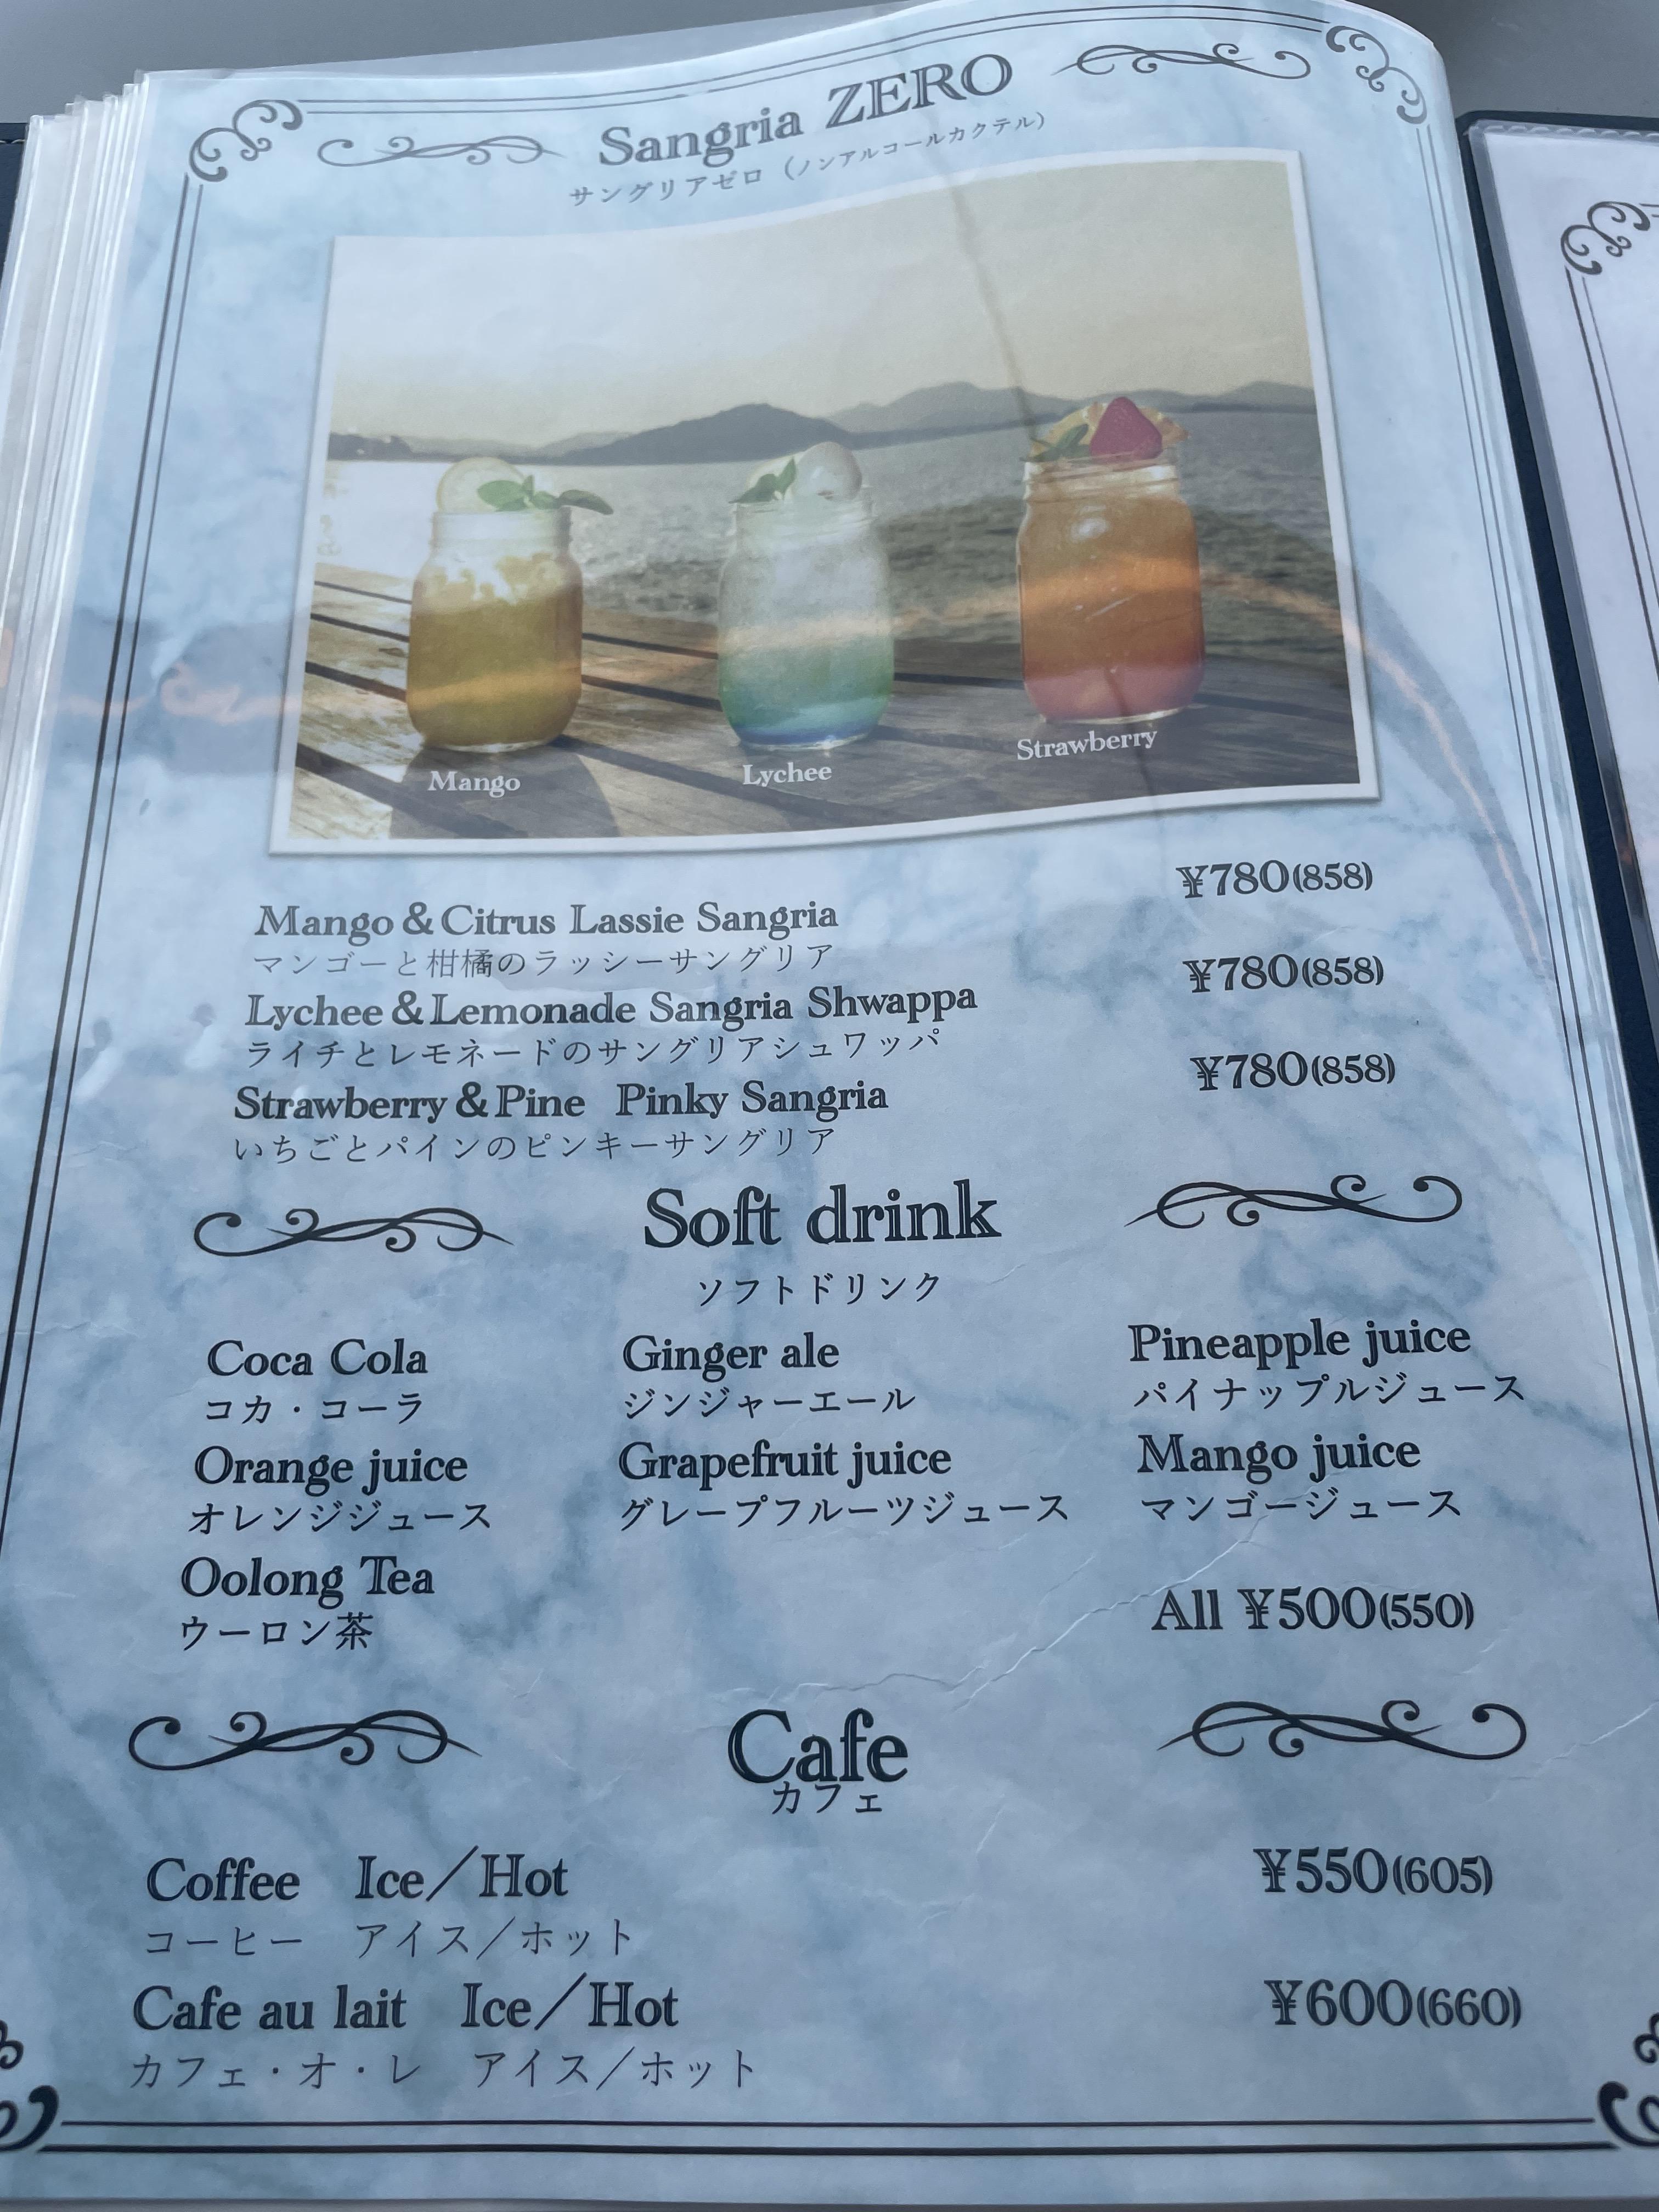 Sangria ZERO
サングリアゼロ（ノンアルコールカクテル）
Mango
Lychee
Strawberry
Mango & Citrus Lassie Sangria ¥780(858)
マンゴーと柑橘のラッシーサングリア
Lychee & Lemonade Sangria Shwappa ¥780(858)
ライチとレモネードのサングリアシュワッパ
Strawberry & Pine Pinky Sangria ¥780(858)
いちごとパインのピンキーサングリア
Soft drink
ソフトドリンク
Coca Cola Ginger ale Pineapple juice
コカ・コーラ ジンジャーエール パイナップルジュース
Orange juice Grapefruit juice Mango juice
オレンジジュース グレープフルーツジュース マンゴージュース
Oolong Tea
ウーロン茶
All ¥500(550)
Cafe
カフェ
Coffee Ice／Hot ¥550(605)
コーヒー アイス／ホット
Cafe au lait Ice／Hot ¥600(660)
カフェ・オ・レ アイス／ホット